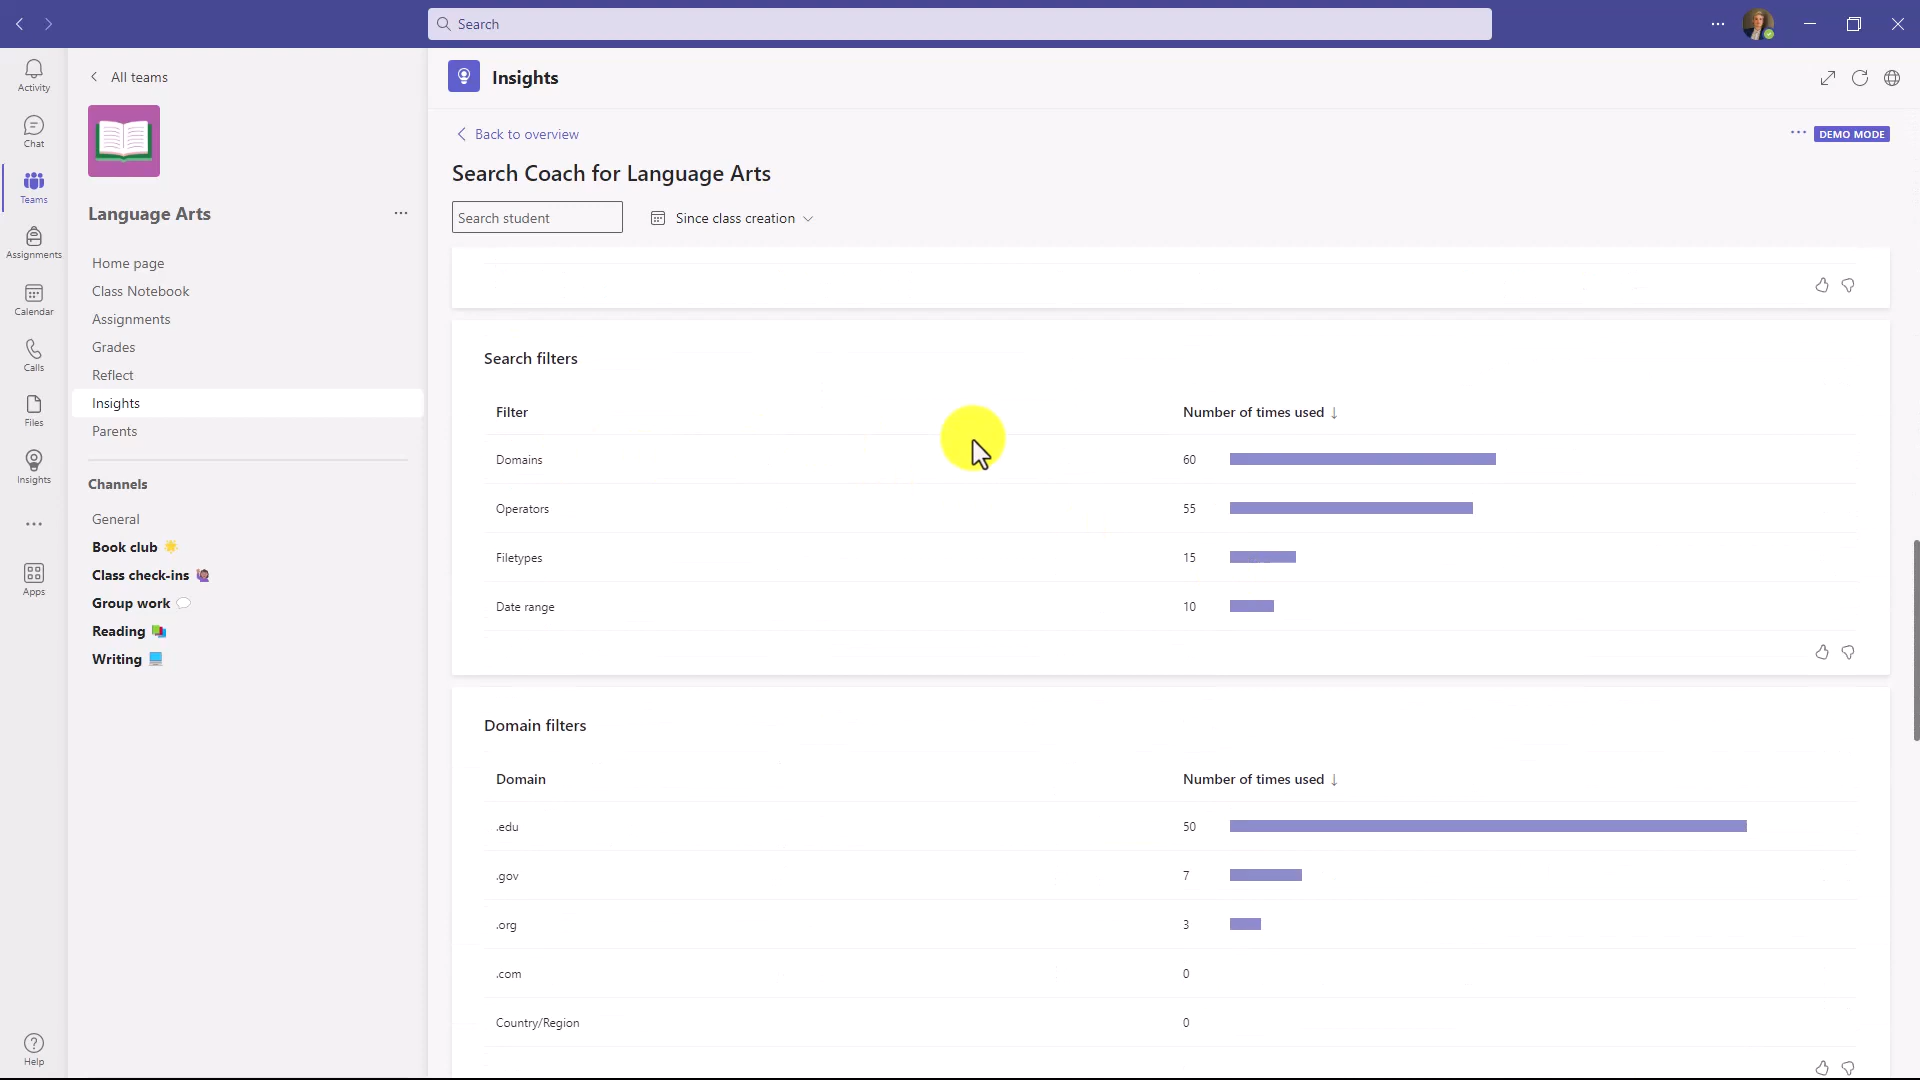 Search
Activity
Chat
Teams
Assignments
Calendar
Calls
Files
Insights
Apps
Help
All teams
Language Arts
Home page
Class Notebook
Assignments
Grades
Reflect
Insights
Parents
Channels
General
Book club
Class check-ins
Group work
Reading
Writing
Insights
Back to overview
DEMO MODE
Search Coach for Language Arts
Search student
Since class creation
Search filters
Filter Number of times used ↓
Domains 60
Operators 55
Filetypes 15
Date range 10
Domain filters
Domain Number of times used ↓
.edu 50
.gov 7
.org 3
.com 0
Country/Region 0